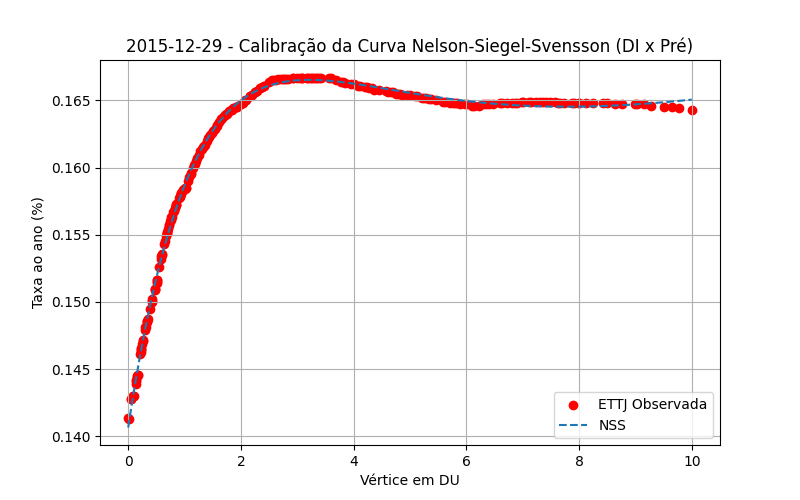 2015-12-29 - Calibração da Curva Nelson-Siegel-Svensson (DI x Pré)
Taxa ao ano (%)
0.165
0.160
0.155
0.150
0.145
0.140
ETTJ Observada
NSS
0 2 4 6 8 10
Vértice em DU